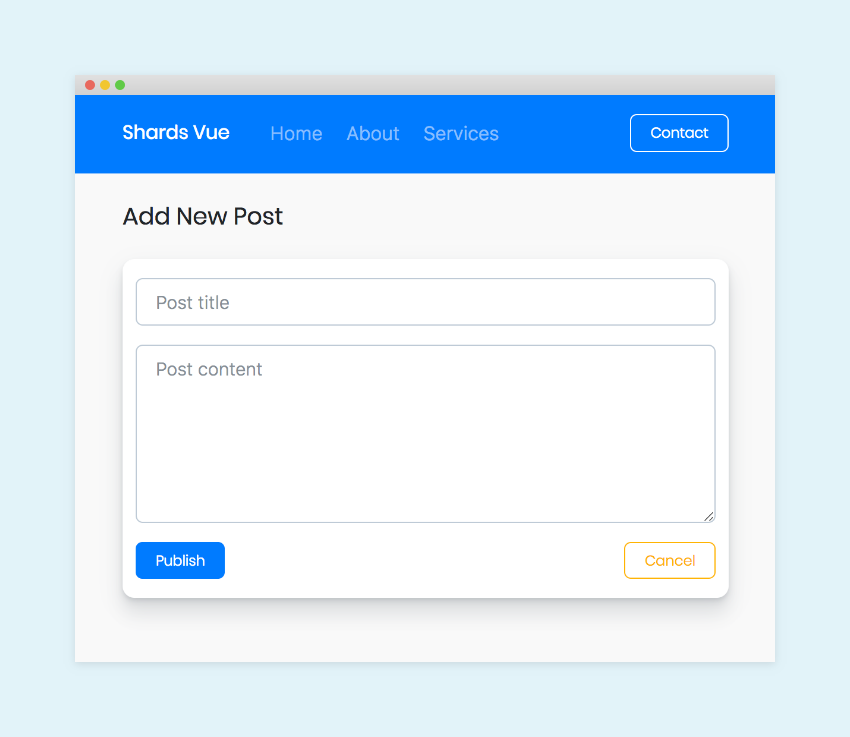 Shards Vue Home About Services Contact
Add New Post
Post title
Post content
Publish Cancel